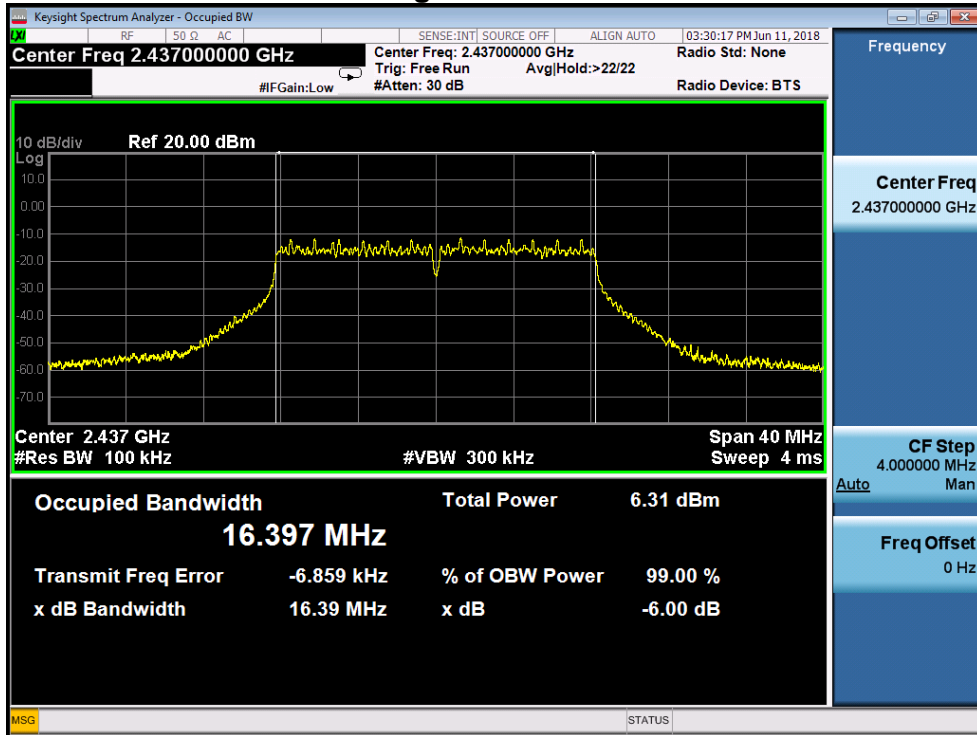 Keysight Spectrum Analyzer - Occupied BW
LXI RF 50 Ω AC SENSE:INT SOURCE OFF ALIGN AUTO 03:30:17 PM Jun 11, 2018
Center Freq 2.437000000 GHz
Center Freq: 2.437000000 GHz Radio Std: None
Trig: Free Run Avg|Hold:>22/22
#IFGain:Low #Atten: 30 dB Radio Device: BTS
10 dB/div Ref 20.00 dBm
Log
10.0
0.00
-10.0
-20.0
-30.0
-40.0
-50.0
-60.0
-70.0
Center 2.437 GHz Span 40 MHz
#Res BW 100 kHz #VBW 300 kHz Sweep 4 ms
Occupied Bandwidth Total Power 6.31 dBm
16.397 MHz
Transmit Freq Error -6.859 kHz % of OBW Power 99.00 %
x dB Bandwidth 16.39 MHz x dB -6.00 dB
Frequency
Center Freq
2.437000000 GHz
CF Step
4.000000 MHz
Auto Man
Freq Offset
0 Hz
MSG STATUS